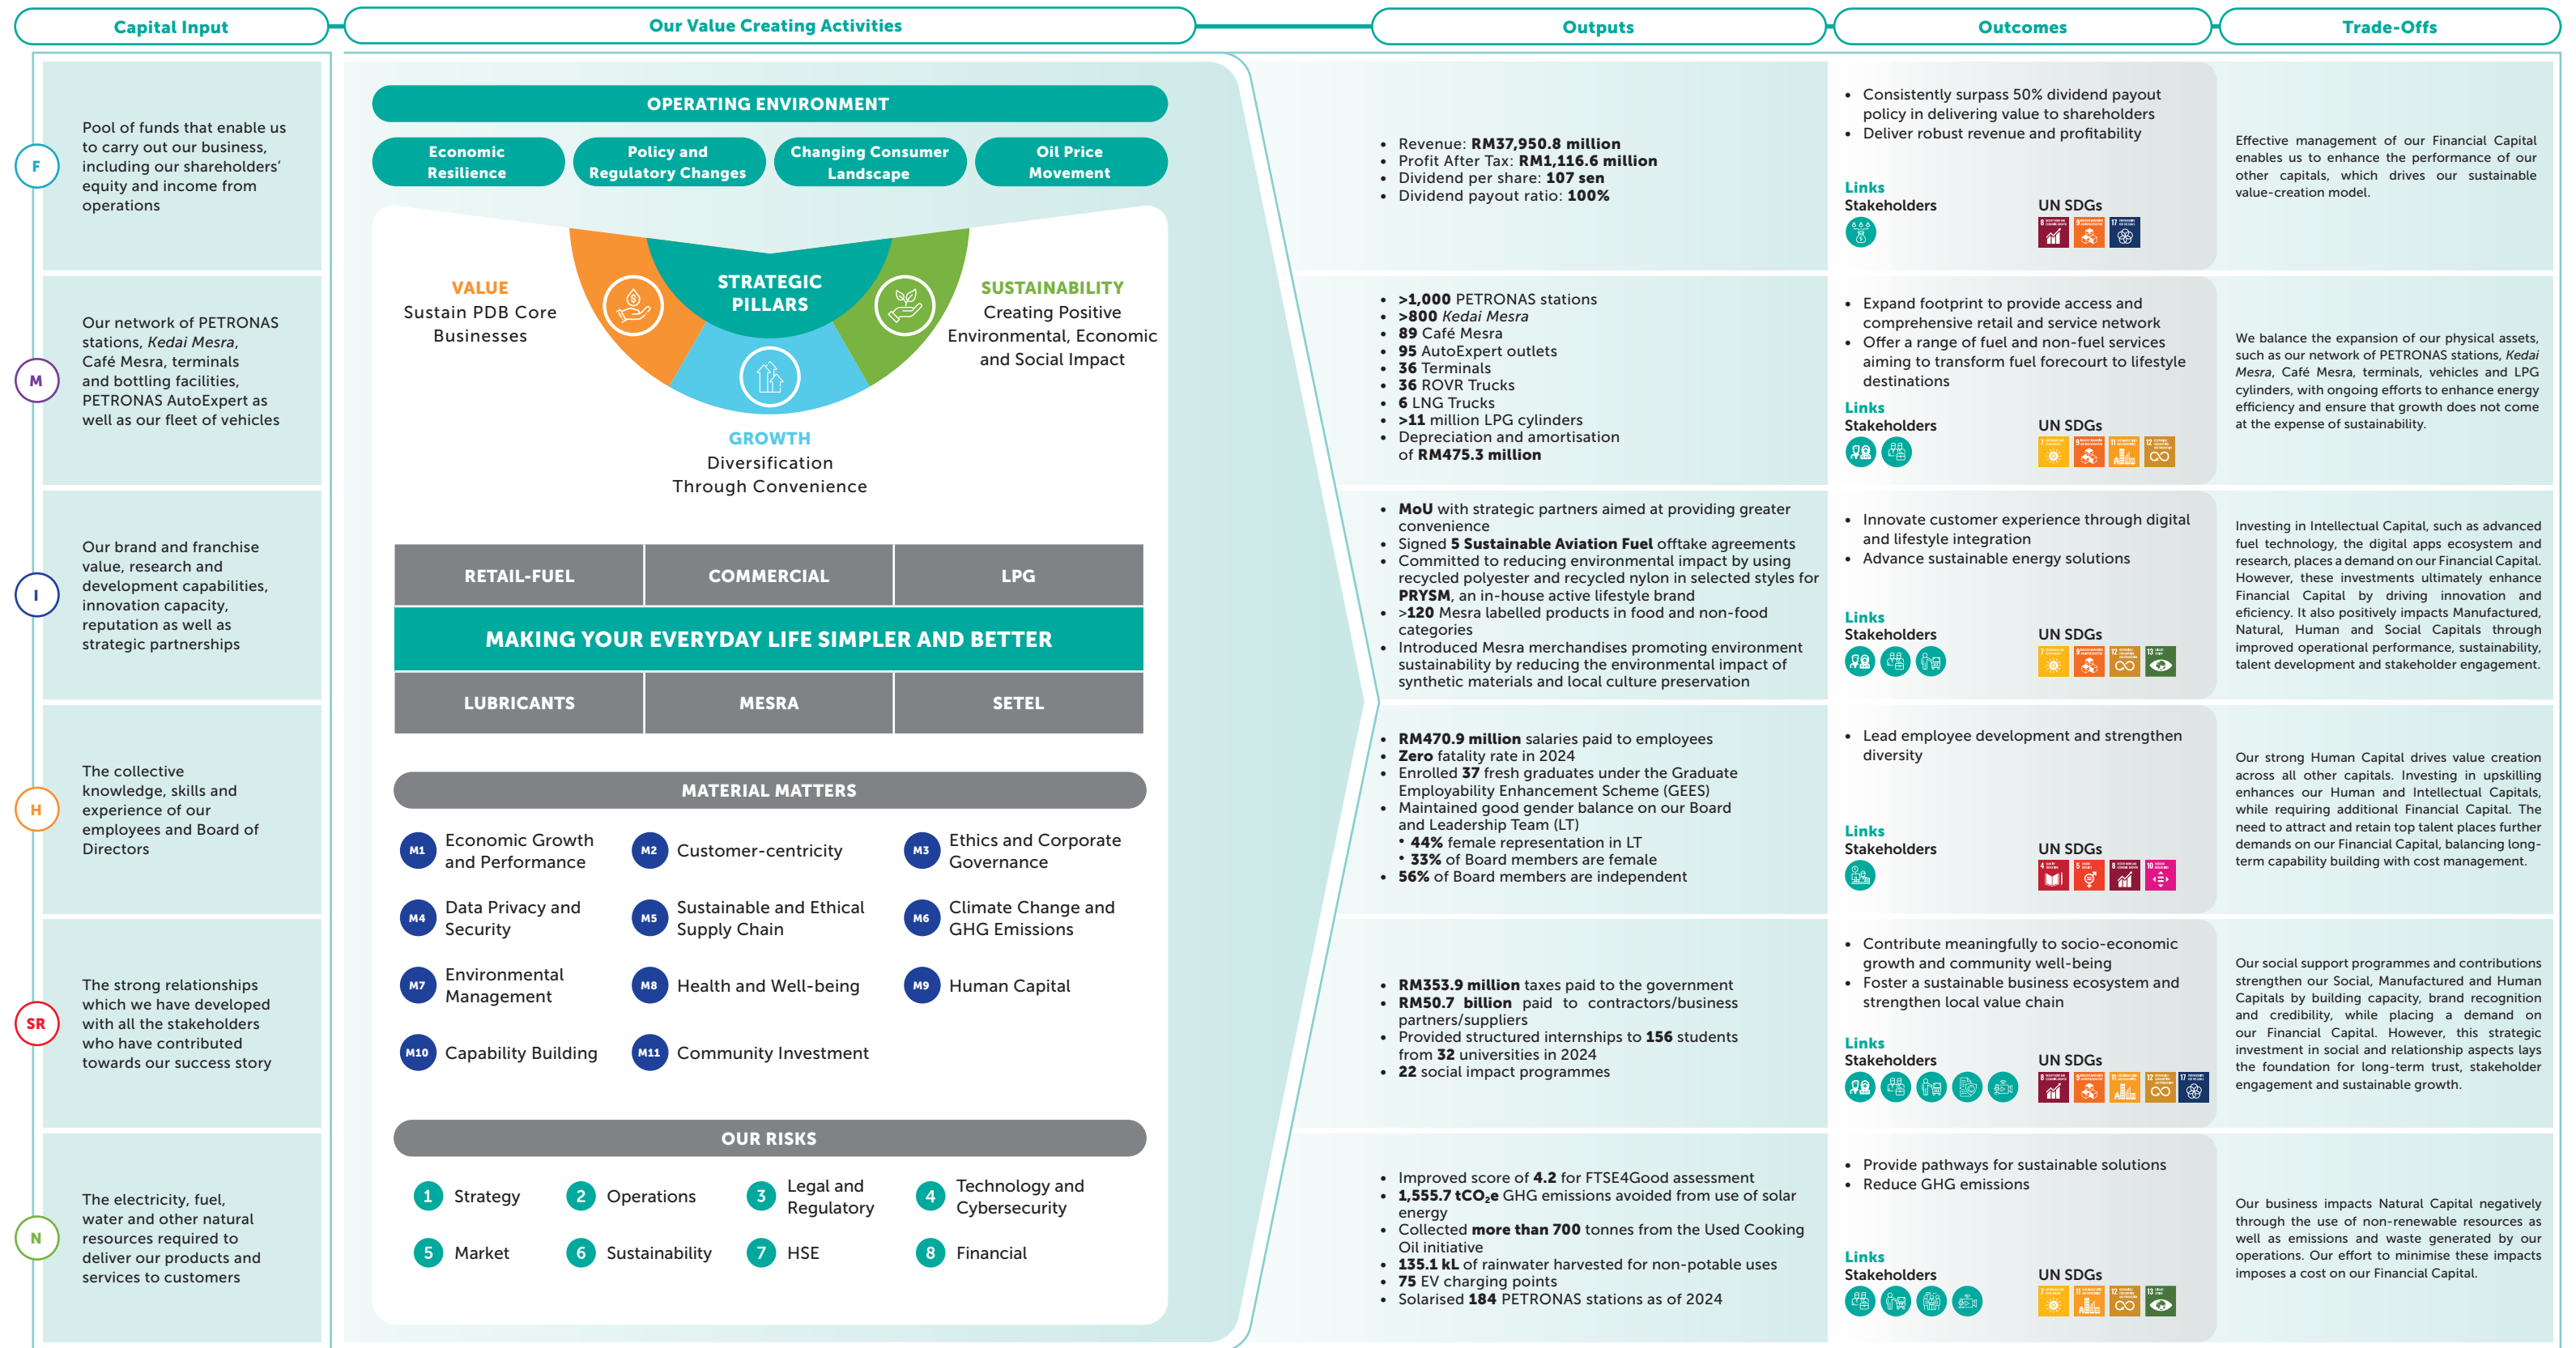 Capital Input
Our Value Creating Activities
Outputs
Outcomes
Trade-Offs
F
Pool of funds that enable us
to carry out our business,
including our shareholders’
equity and income from
operations
M
Our network of PETRONAS
stations, Kedai Mesra,
Café Mesra, terminals
and bottling facilities,
PETRONAS AutoExpert as
well as our fleet of vehicles
I
Our brand and franchise
value, research and
development capabilities,
innovation capacity,
reputation as well as
strategic partnerships
H
The collective
knowledge, skills and
experience of our
employees and Board of
Directors
SR
The strong relationships
which we have developed
with all the stakeholders
who have contributed
towards our success story
N
The electricity, fuel,
water and other natural
resources required to
deliver our products and
services to customers
OPERATING ENVIRONMENT
Economic
Resilience
Policy and
Regulatory Changes
Changing Consumer
Landscape
Oil Price
Movement
STRATEGIC
PILLARS
VALUE
Sustain PDB Core
Businesses
SUSTAINABILITY
Creating Positive
Environmental, Economic
and Social Impact
GROWTH
Diversification
Through Convenience
RETAIL-FUEL
COMMERCIAL
LPG
MAKING YOUR EVERYDAY LIFE SIMPLER AND BETTER
LUBRICANTS
MESRA
SETEL
MATERIAL MATTERS
M1 Economic Growth
and Performance
M2 Customer-centricity
M3 Ethics and Corporate
Governance
M4 Data Privacy and
Security
M5 Sustainable and Ethical
Supply Chain
M6 Climate Change and
GHG Emissions
M7 Environmental
Management
M8 Health and Well-being
M9 Human Capital
M10 Capability Building
M11 Community Investment
OUR RISKS
1 Strategy
2 Operations
3 Legal and
Regulatory
4 Technology and
Cybersecurity
5 Market
6 Sustainability
7 HSE
8 Financial
• Revenue: RM37,950.8 million
• Profit After Tax: RM1,116.6 million
• Dividend per share: 107 sen
• Dividend payout ratio: 100%
• Consistently surpass 50% dividend payout
policy in delivering value to shareholders
• Deliver robust revenue and profitability
Links
Stakeholders
UN SDGs
8
9
17
Effective management of our Financial Capital
enables us to enhance the performance of our
other capitals, which drives our sustainable
value-creation model.
• >1,000 PETRONAS stations
• >800 Kedai Mesra
• 89 Café Mesra
• 95 AutoExpert outlets
• 36 Terminals
• 36 ROVR Trucks
• 6 LNG Trucks
• >11 million LPG cylinders
• Depreciation and amortisation
of RM475.3 million
• Expand footprint to provide access and
comprehensive retail and service network
• Offer a range of fuel and non-fuel services
aiming to transform fuel forecourt to lifestyle
destinations
Links
Stakeholders
UN SDGs
7
9
11
12
We balance the expansion of our physical assets,
such as our network of PETRONAS stations, Kedai
Mesra, Café Mesra, terminals, vehicles and LPG
cylinders, with ongoing efforts to enhance energy
efficiency and ensure that growth does not come
at the expense of sustainability.
• MoU with strategic partners aimed at providing greater
convenience
• Signed 5 Sustainable Aviation Fuel offtake agreements
• Committed to reducing environmental impact by using
recycled polyester and recycled nylon in selected styles for
PRYSM, an in-house active lifestyle brand
• >120 Mesra labelled products in food and non-food
categories
• Introduced Mesra merchandises promoting environment
sustainability by reducing the environmental impact of
synthetic materials and local culture preservation
• Innovate customer experience through digital
and lifestyle integration
• Advance sustainable energy solutions
Links
Stakeholders
UN SDGs
7
9
12
13
Investing in Intellectual Capital, such as advanced
fuel technology, the digital apps ecosystem and
research, places a demand on our Financial Capital.
However, these investments ultimately enhance
Financial Capital by driving innovation and
eficiency. It also positively impacts Manufactured,
Natural, Human and Social Capitals through
improved operational performance, sustainability,
talent development and stakeholder engagement.
• RM470.9 million salaries paid to employees
• Zero fatality rate in 2024
• Enrolled 37 fresh graduates under the Graduate
Employability Enhancement Scheme (GEES)
• Maintained good gender balance on our Board
and Leadership Team (LT)
• 44% female representation in LT
• 33% of Board members are female
• 56% of Board members are independent
• Lead employee development and strengthen
diversity
Links
Stakeholders
UN SDGs
4
5
8
10
Our strong Human Capital drives value creation
across all other capitals. Investing in upskilling
enhances our Human and Intellectual Capitals,
while requiring additional Financial Capital. The
need to attract and retain top talent places further
demands on our Financial Capital, balancing long-
term capability building with cost management.
• RM353.9 million taxes paid to the government
• RM50.7 billion paid to contractors/business
partners/suppliers
• Provided structured internships to 156 students
from 32 universities in 2024
• 22 social impact programmes
• Contribute meaningfully to socio-economic
growth and community well-being
• Foster a sustainable business ecosystem and
strengthen local value chain
Links
Stakeholders
UN SDGs
8
9
11
12
17
Our social support programmes and contributions
strengthen our Social, Manufactured and Human
Capitals by building capacity, brand recognition
and credibility, while placing a demand on
our Financial Capital. However, this strategic
investment in social and relationship aspects lays
the foundation for long-term trust, stakeholder
engagement and sustainable growth.
• Improved score of 4.2 for FTSE4Good assessment
• 1,555.7 tCO₂e GHG emissions avoided from use of solar
energy
• Collected more than 700 tonnes from the Used Cooking
Oil initiative
• 135.1 kL of rainwater harvested for non-potable uses
• 75 EV charging points
• Solarised 184 PETRONAS stations as of 2024
• Provide pathways for sustainable solutions
• Reduce GHG emissions
Links
Stakeholders
UN SDGs
7
11
12
13
Our business impacts Natural Capital negatively
through the use of non-renewable resources as
well as emissions and waste generated by our
operations. Our effort to minimise these impacts
imposes a cost on our Financial Capital.